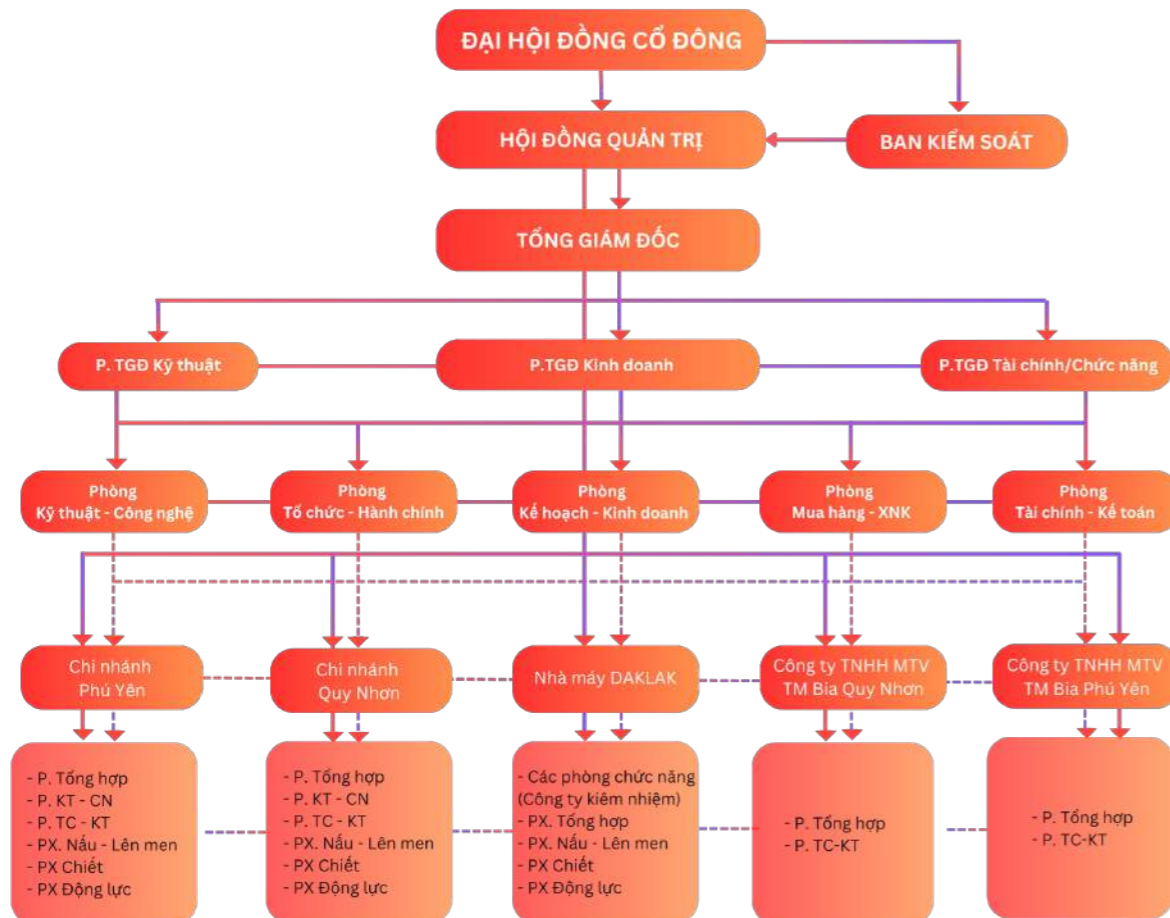 ĐẠI HỘI ĐỒNG CỔ ĐÔNG
HỘI ĐỒNG QUẢN TRỊ
BAN KIỂM SOÁT
TỔNG GIÁM ĐỐC
P. TGĐ Kỹ thuật
P.TGĐ Kinh doanh
P.TGĐ Tài chính/Chức năng
Phòng
Kỹ thuật - Công nghệ
Phòng
Tổ chức - Hành chính
Phòng
Kế hoạch - Kinh doanh
Phòng
Mua hàng - XNK
Phòng
Tài chính - Kế toán
Chi nhánh
Phú Yên
Chi nhánh
Quy Nhơn
Nhà máy DAKLAK
Công ty TNHH MTV
TM Bia Quy Nhơn
Công ty TNHH MTV
TM Bia Phú Yên
- P. Tổng hợp
- P. KT - CN
- P. TC - KT
- PX. Nấu - Lên men
- PX Chiết
- PX Động lực
- P. Tổng hợp
- P. KT - CN
- P. TC - KT
- PX. Nấu - Lên men
- PX Chiết
- PX Động lực
- Các phòng chức năng
(Công ty kiêm nhiệm)
- PX. Tổng hợp
- PX. Nấu - Lên men
- PX Chiết
- PX Động lực
- P. Tổng hợp
- P. TC-KT
- P. Tổng hợp
- P. TC-KT